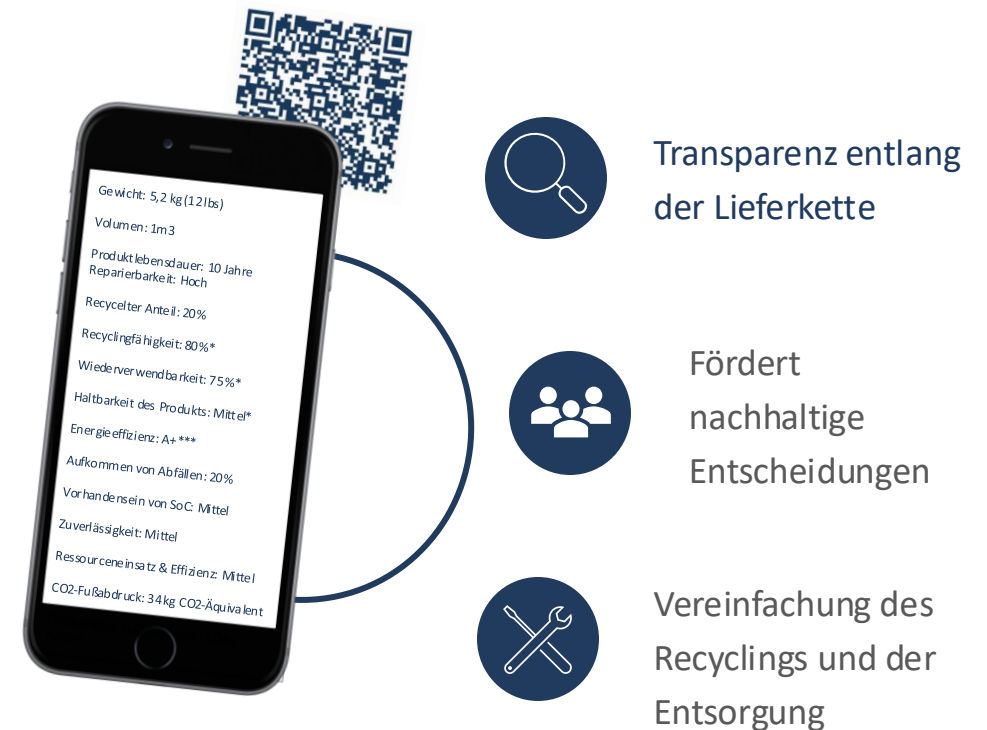 Gewicht: 5,2 kg (12 lbs)
Volumen: 1m3
Produktlebensdauer: 10 Jahre
Reparierbarkeit: Hoch
Recycelter Anteil: 20%
Recyclingfähigkeit: 80%*
Wiederverwendbarkeit: 75%*
Haltbarkeit des Produkts: Mittel*
Energieeffizienz: A+***
Aufkommen von Abfällen: 20%
Vorhandensein von SoC: Mittel
Zuverlässigkeit: Mittel
Ressourceneinsatz & Effizienz: Mittel
CO2-Fußabdruck: 34kg CO2-Äquivalent
Transparenz entlang
der Lieferkette
Fördert
nachhaltige
Entscheidungen
Vereinfachung des
Recyclings und der
Entsorgung